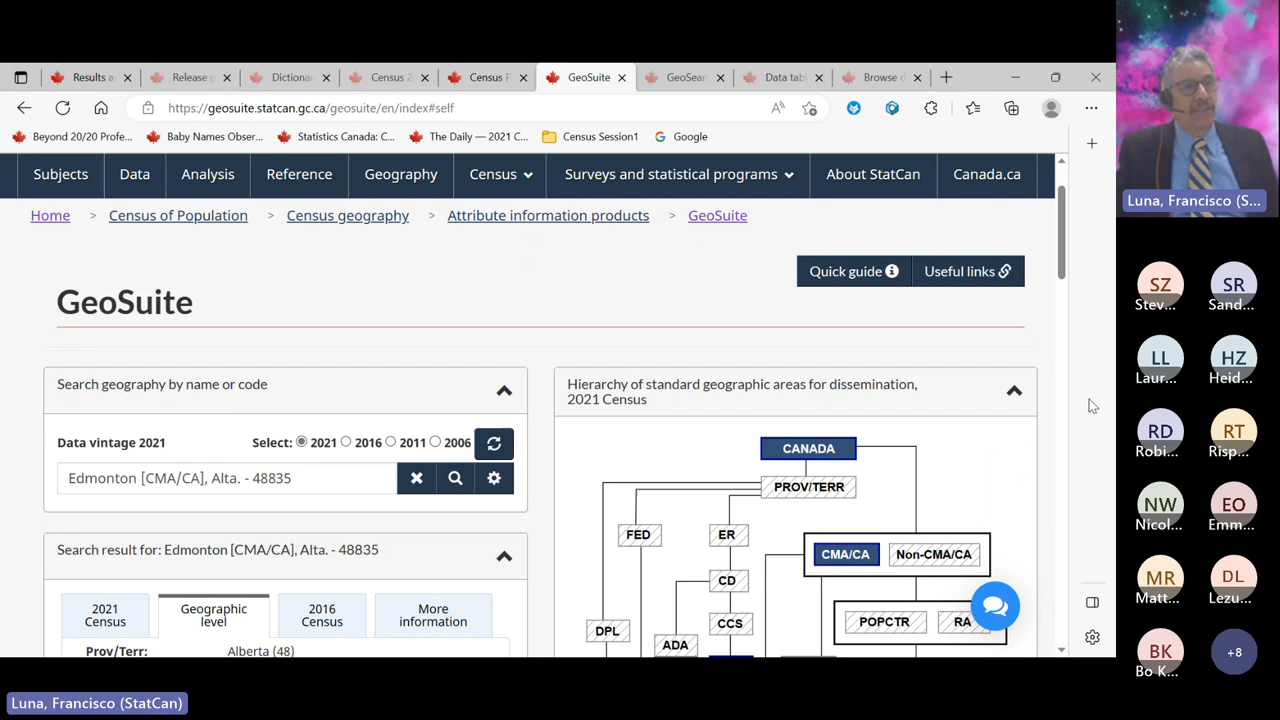 Results a
Release p
Dictionar
Census 2
Census P
GeoSuite
GeoSear
Data tab
Browse d
https://geosuite.statcan.gc.ca/geosuite/en/index#self
Beyond 20/20 Profe...
Baby Names Obser...
Statistics Canada: C...
The Daily — 2021 C...
Census Session1
Google
Subjects
Data
Analysis
Reference
Geography
Census
Surveys and statistical programs
About StatCan
Canada.ca
Home > Census of Population > Census geography > Attribute information products > GeoSuite
Quick guide
Useful links
GeoSuite
Search geography by name or code
Data vintage 2021
Select: 2021 2016 2011 2006
Edmonton [CMA/CA], Alta. - 48835
Search result for: Edmonton [CMA/CA], Alta. - 48835
2021
Census
Geographic
level
2016
Census
More
information
Prov/Terr: Alberta (48)
Hierarchy of standard geographic areas for dissemination,
2021 Census
CANADA
PROV/TERR
FED
ER
CMA/CA
Non-CMA/CA
CD
DPL
CCS
POPCTR
RA
ADA
Luna, Francisco (S...
SZ
Stev...
SR
Sand...
LL
Laur...
HZ
Heid...
RD
Robi...
RT
Risp...
NW
Nicol...
EO
Emm...
MR
Matt...
DL
Lezu...
BK
Bo K...
+8
Luna, Francisco (StatCan)